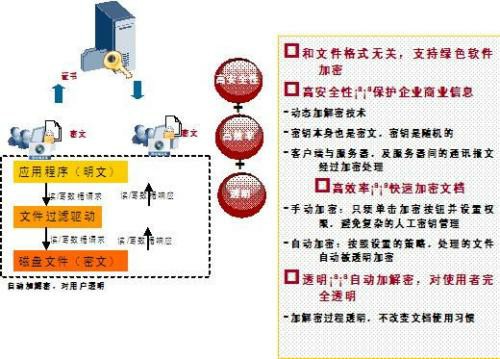 证书
密文
密文
应用程序（明文）
读/写数据请求
读/写数据响应
文件过滤驱动
读/写数据请求
读/写数据响应
磁盘文件（密文）
自动加解密，对用户透明
高安全性
+
高效率
+
透明
和文件格式无关，支持绿色软件
加密
高安全性¡ª¡ª保护企业商业信息
-动态加解密技术
-密钥本身也是密文，密钥是随机的
-客户端与服务器，及服务器间的通讯报文
经过加密处理
高效率¡ª¡ª快速加密文档
-手动加密：只须单击加密按钮并设置权
限，避免复杂的人工密钥管理
-自动加密：按照设置的策略，处理的文件
自动被透明加密
透明¡ª¡ª自动加解密，对使用者完
全透明
-加解密过程透明，不改变文档使用习惯